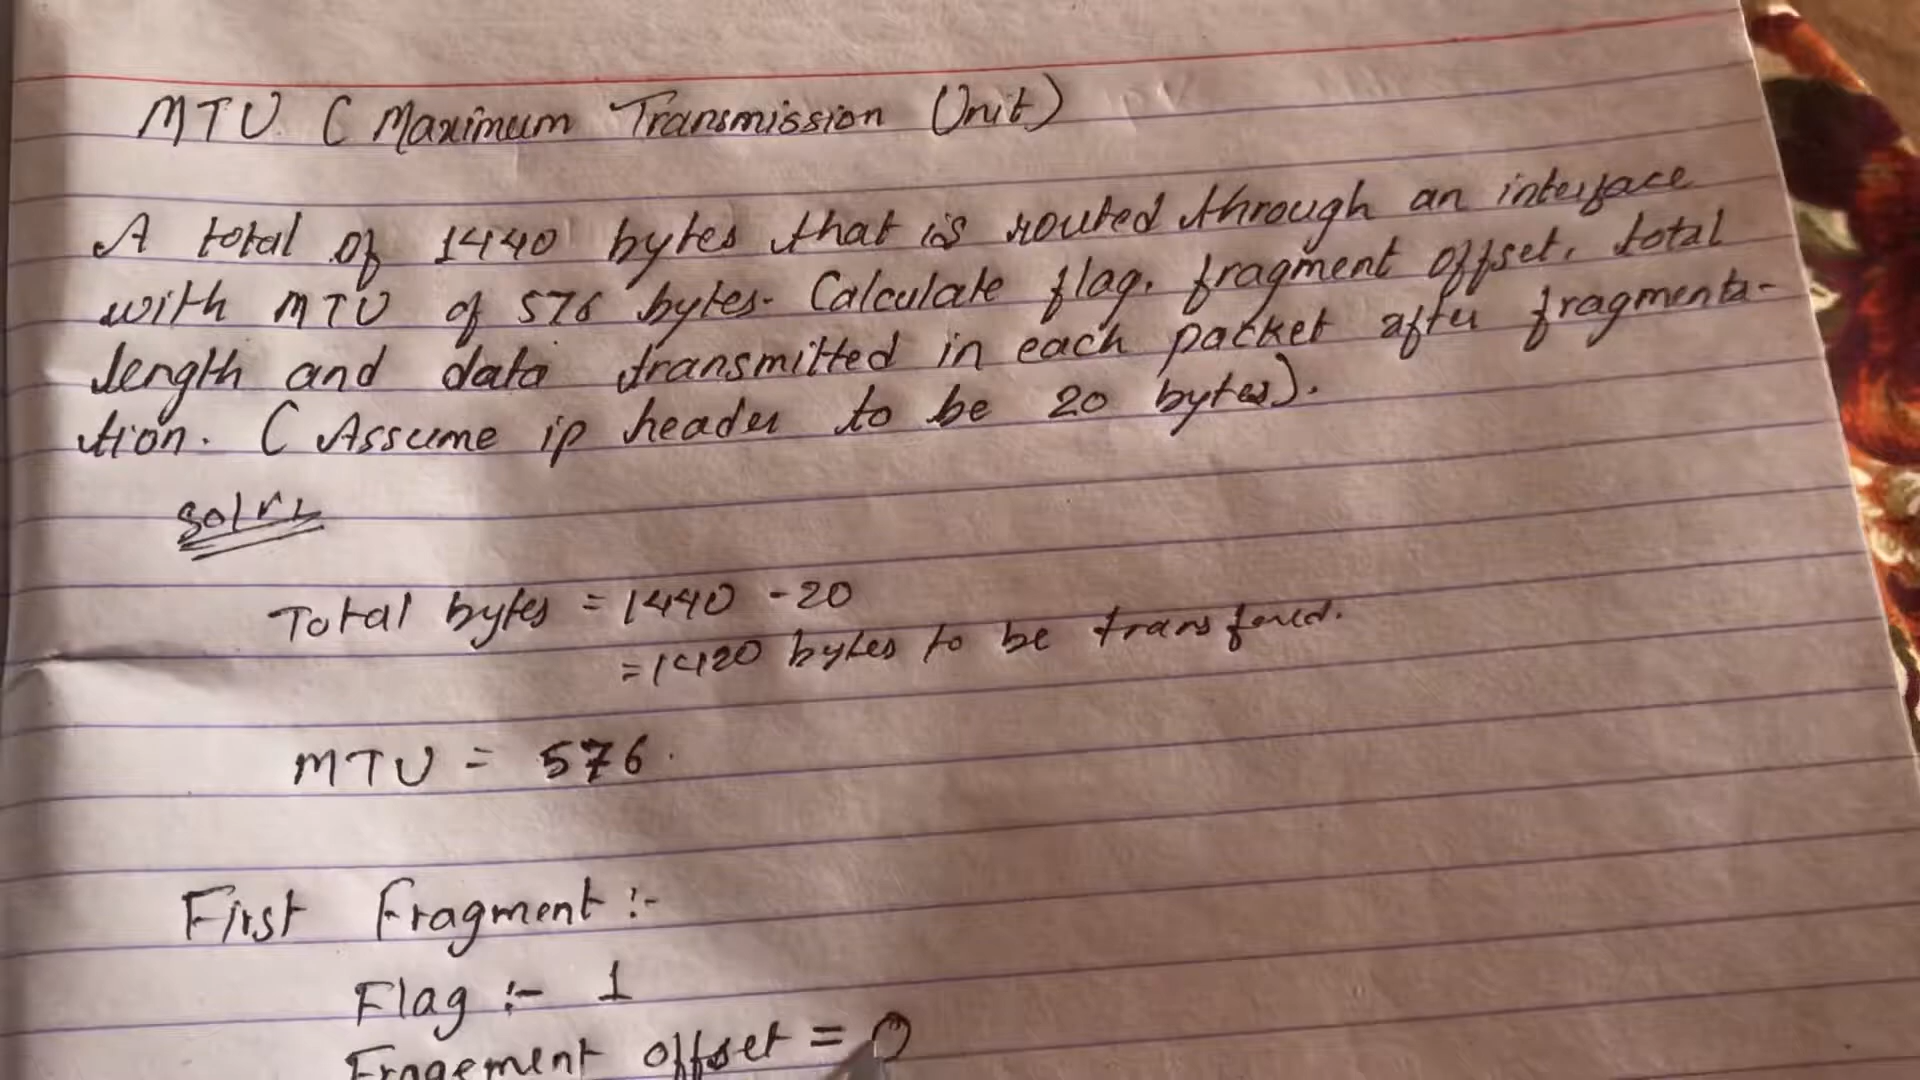 MTU. ( Maximum Transmission Unit)
A total of 1440 bytes that is routed through an interface
with MTU of 576 bytes. Calculate flag, fragment offset, total
length and data transmitted in each packet after fragmenta-
tion. ( Assume ip header to be 20 bytes).
Soln
Total bytes = 1440 - 20
= 1420 bytes to be transfered.
MTU = 576.
First Fragment :-
Flag :- 1
Fragement offset = 0